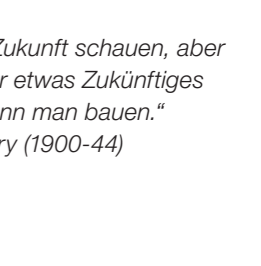 Zukunft schauen, aber
r etwas Zukünftiges
nn man bauen.“
ry (1900-44)